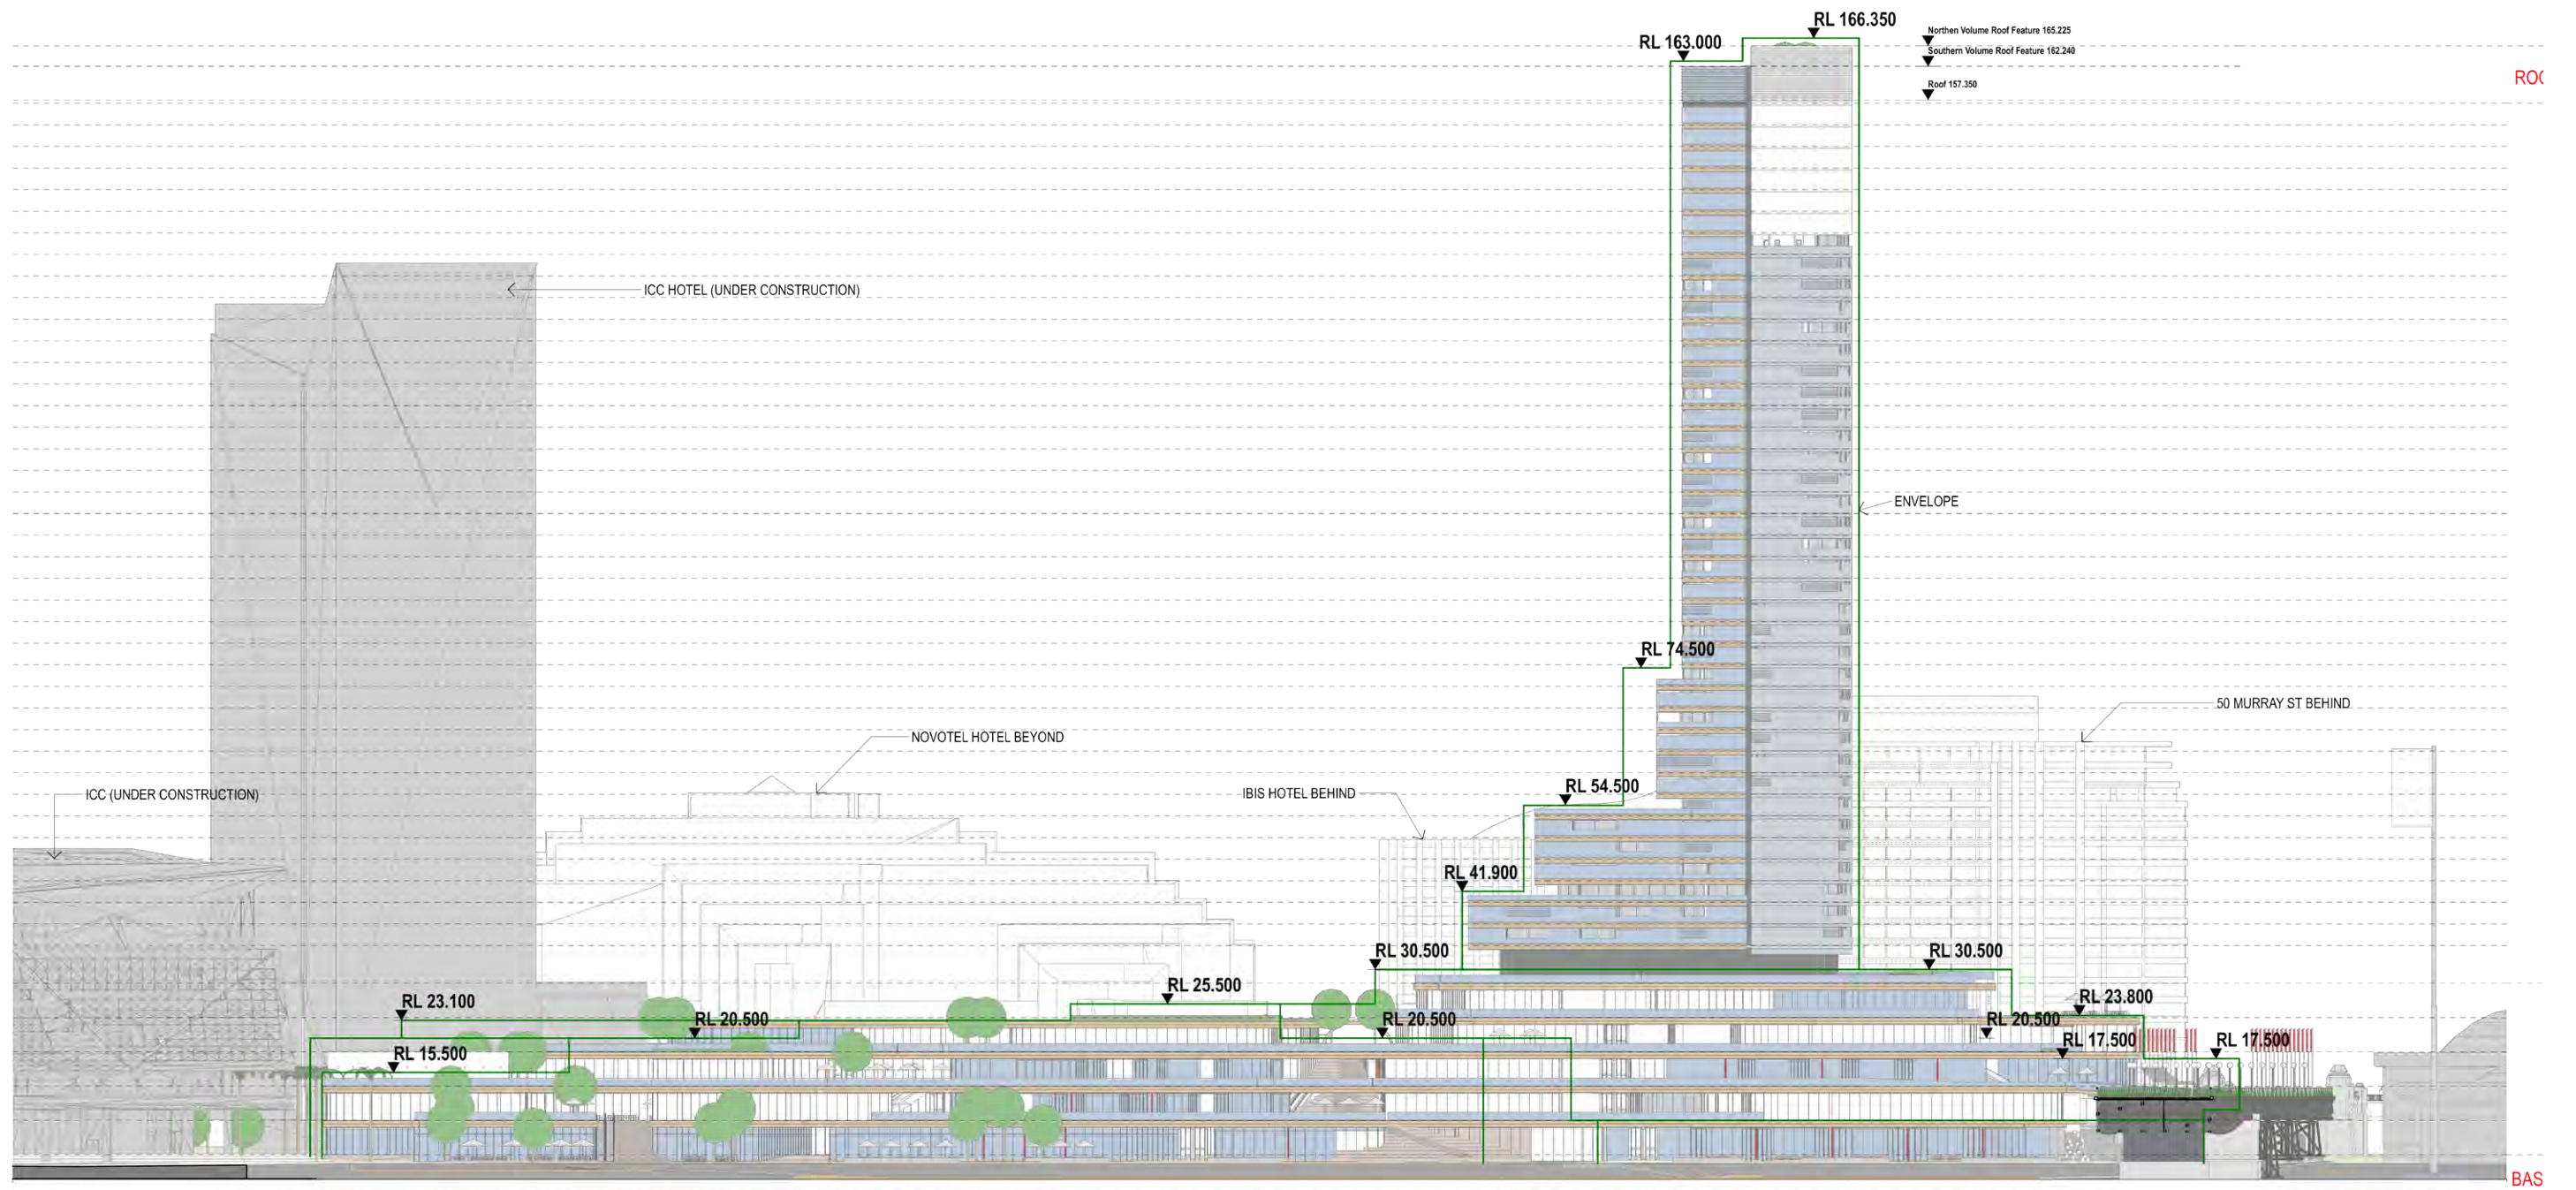 RL 166.350
Northen Volume Roof Feature 165.225
RL 163.000
Southern Volume Roof Feature 162.240
ROO
Roof 157.350
ICC HOTEL (UNDER CONSTRUCTION)
ENVELOPE
RL 74.500
50 MURRAY ST BEHIND
NOVOTEL HOTEL BEYOND
RL 54.500
IBIS HOTEL BEHIND
ICC (UNDER CONSTRUCTION)
RL 41.900
RL 30.500
RL 30.500
RL 25.500
RL 23.800
RL 23.100
RL 20.500
RL 20.500
RL 20.500
RL 17.500
RL 17.500
RL 15.500
BAS